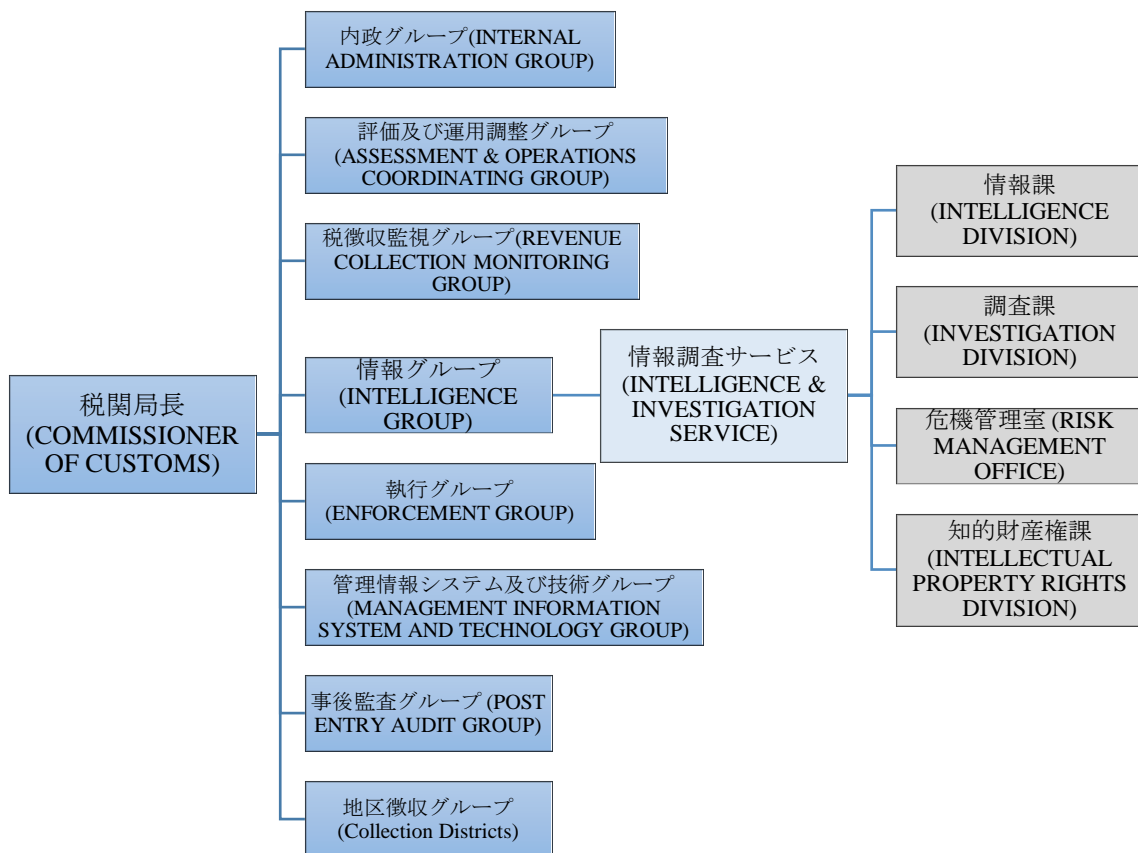 税関局長
(COMMISSIONER
OF CUSTOMS)
内政グループ(INTERNAL
ADMINISTRATION GROUP)
評価及び運用調整グループ
(ASSESSMENT & OPERATIONS
COORDINATING GROUP)
税徴収監視グループ(REVENUE
COLLECTION MONITORING
GROUP)
情報グループ
(INTELLIGENCE
GROUP)
執行グループ
(ENFORCEMENT GROUP)
管理情報システム及び技術グループ
(MANAGEMENT INFORMATION
SYSTEM AND TECHNOLOGY GROUP)
事後監査グループ (POST
ENTRY AUDIT GROUP)
地区徴収グループ
(Collection Districts)
情報調査サービス
(INTELLIGENCE &
INVESTIGATION
SERVICE)
情報課
(INTELLIGENCE
DIVISION)
調査課
(INVESTIGATION
DIVISION)
危機管理室 (RISK
MANAGEMENT
OFFICE)
知的財産権課
(INTELLECTUAL
PROPERTY RIGHTS
DIVISION)